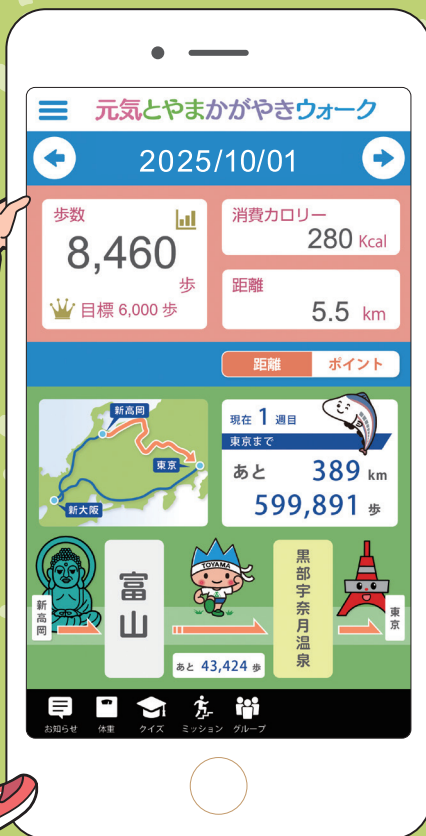 元気とやまかがやきウォーク
2025/10/01
歩数
8,460
歩
目標 6,000 歩
消費カロリー
280 Kcal
距離
5.5 km
距離 ポイント
新高岡
東京
新大阪
現在 1 週目
東京まで
あと 389 km
599,891 歩
新高岡
富山
TOYAMA
黒部宇奈月温泉
東京
あと 43,424 歩
お知らせ 体重 クイズ ミッション グループ